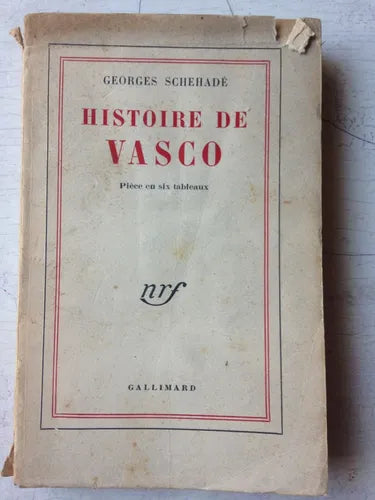 GEORGES SCHEHADÉ
HISTOIRE DE
VASCO
Pièce en six tableaux
nrf
GALLIMARD